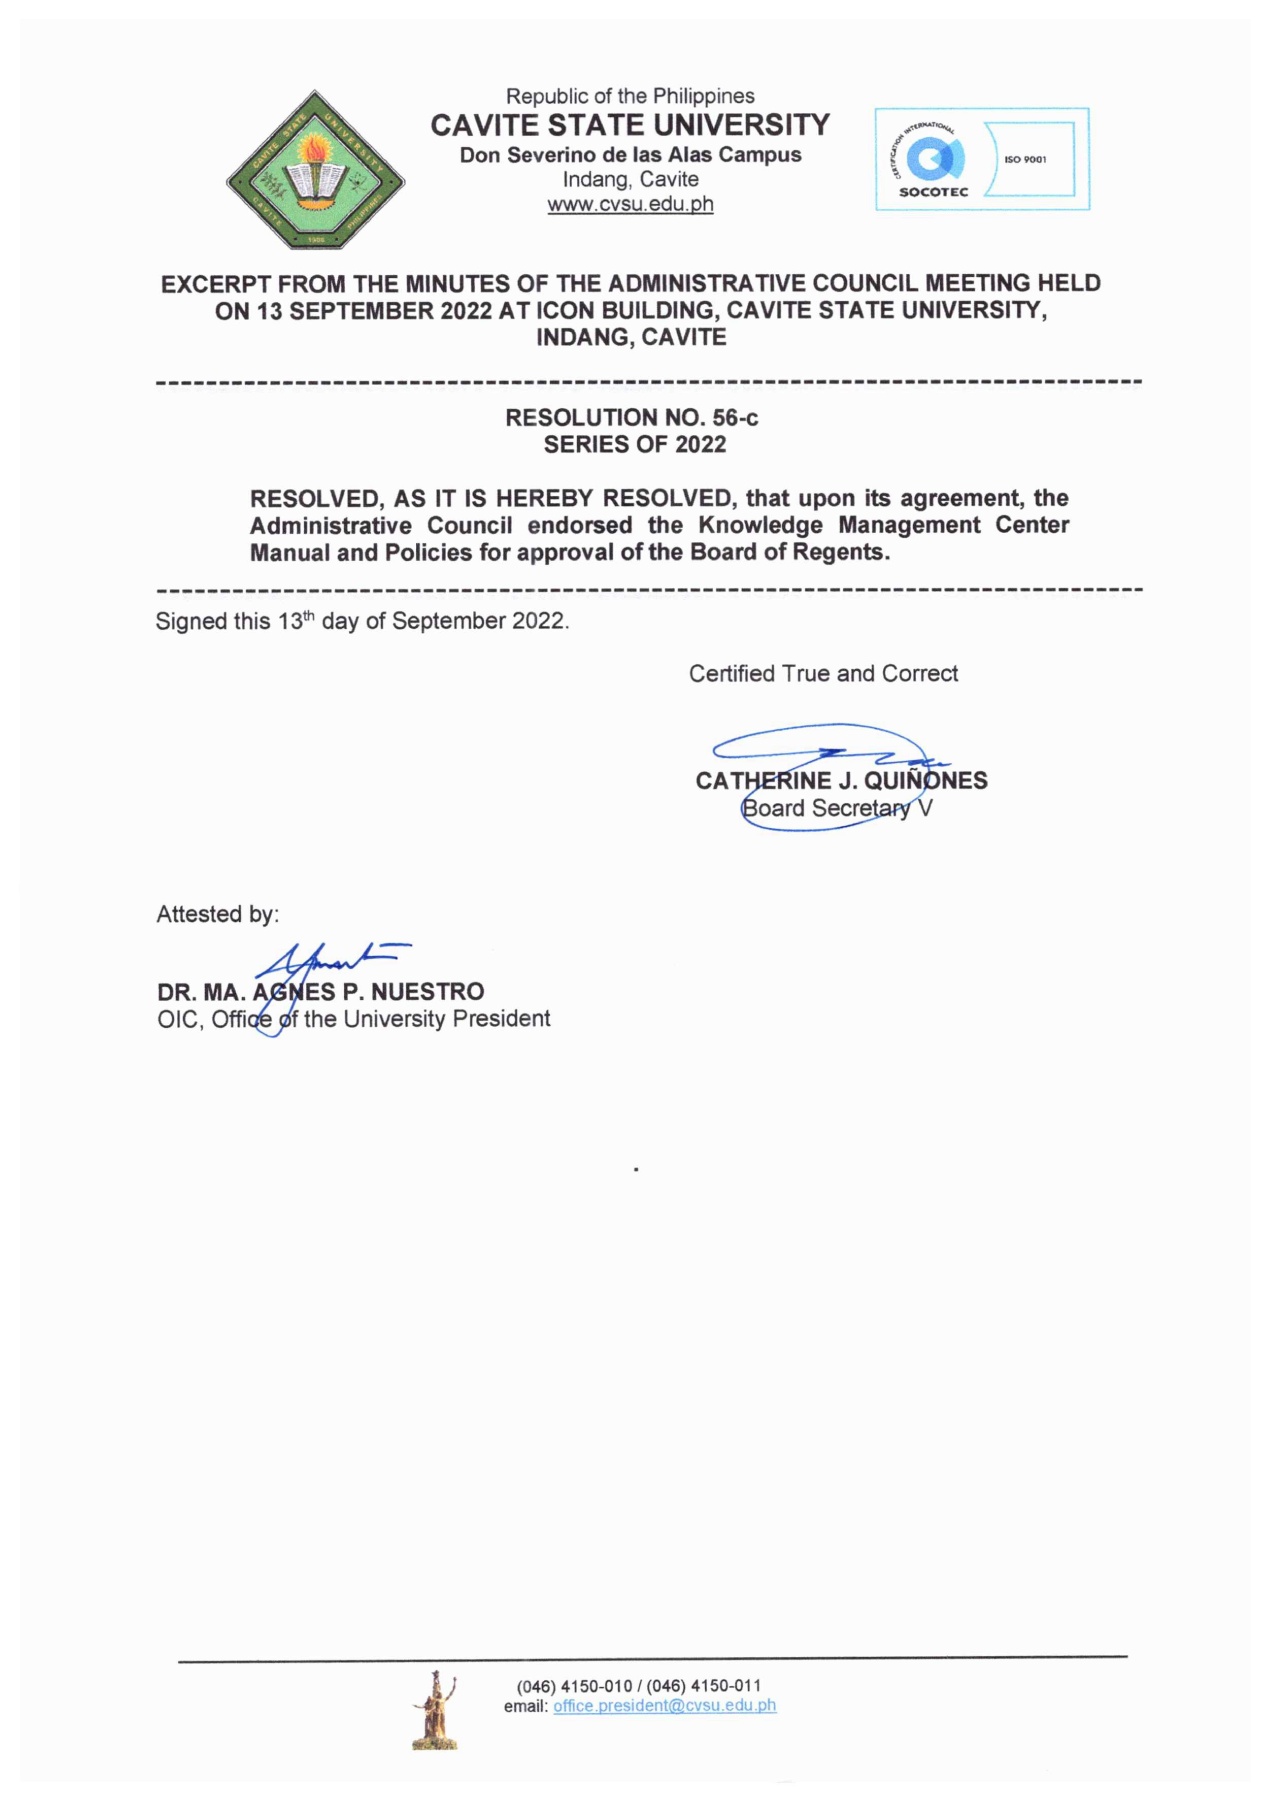 Republic of the Philippines
CAVITE STATE UNIVERSITY
Don Severino de las Alas Campus
Indang, Cavite
www.cvsu.edu.ph
CAVITE STATE UNIVERSITY
CAVITE PHILIPPINES
1906
CERTIFICATION INTERNATIONAL
SOCOTEC
ISO 9001
EXCERPT FROM THE MINUTES OF THE ADMINISTRATIVE COUNCIL MEETING HELD
ON 13 SEPTEMBER 2022 AT ICON BUILDING, CAVITE STATE UNIVERSITY,
INDANG, CAVITE
RESOLUTION NO. 56-c
SERIES OF 2022
RESOLVED, AS IT IS HEREBY RESOLVED, that upon its agreement, the
Administrative Council endorsed the Knowledge Management Center
Manual and Policies for approval of the Board of Regents.
Signed this 13th day of September 2022.
Certified True and Correct
CATHERINE J. QUIÑONES
Board Secretary V
Attested by:
DR. MA. AGNES P. NUESTRO
OIC, Office of the University President
(046) 4150-010 / (046) 4150-011
email: office.president@cvsu.edu.ph